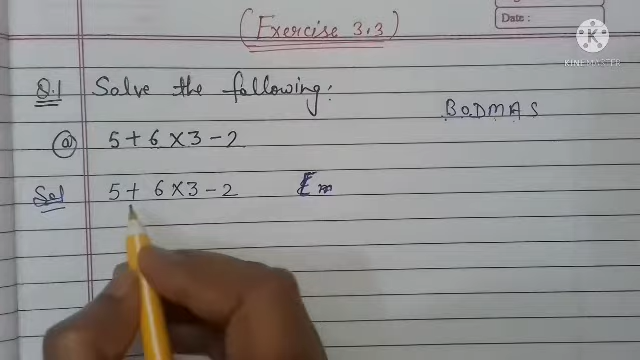 Date :
(Exercise 3.3)
KINEMASTER
Q.1 Solve the following:
BODMAS
(a) 5 + 6 × 3 - 2
Sol 5 + 6 × 3 - 2